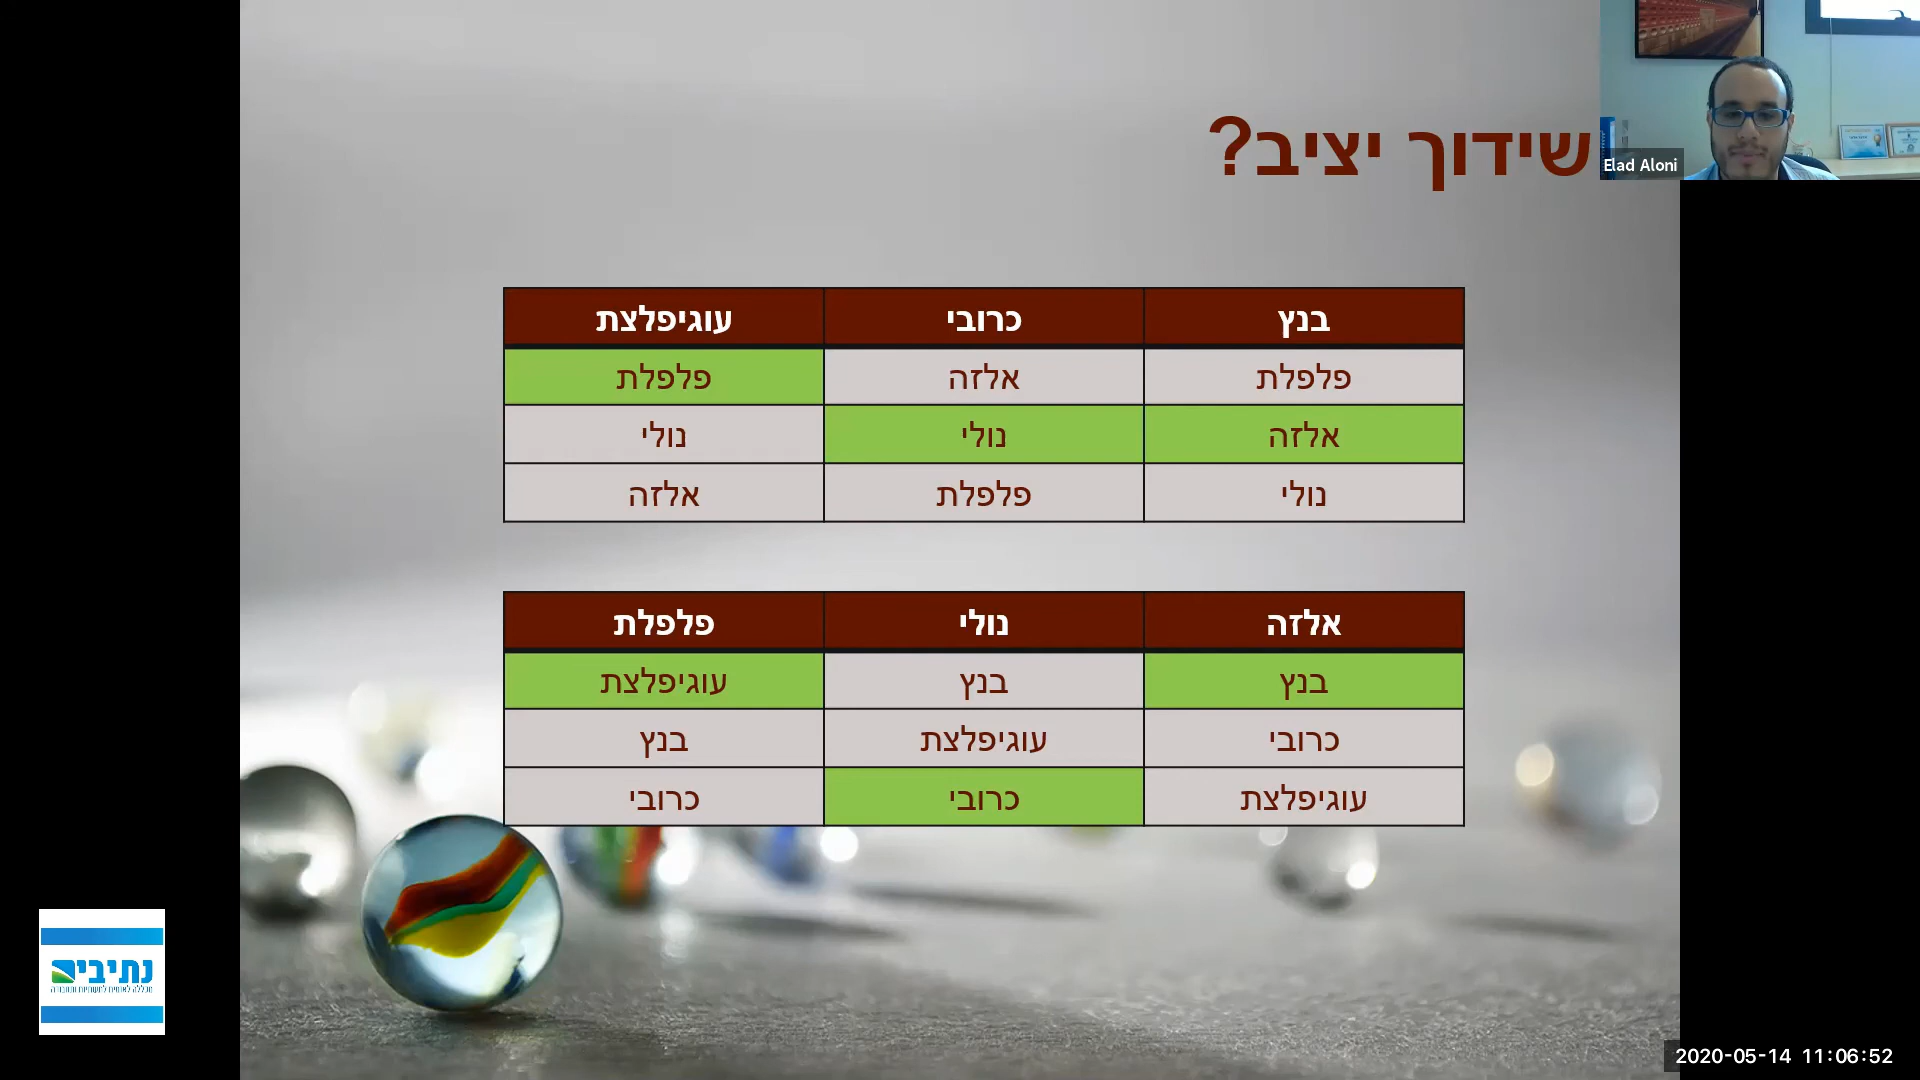 שידוך יציב?
Elad Aloni
בנץ כרובי עוגיפלצת
פלפלת אלזה פלפלת
אלזה נולי נולי
נולי פלפלת אלזה
אלזה נולי פלפלת
בנץ בנץ עוגיפלצת
כרובי עוגיפלצת בנץ
עוגיפלצת כרובי כרובי
נתיבי
2020-05-14 11:06:52